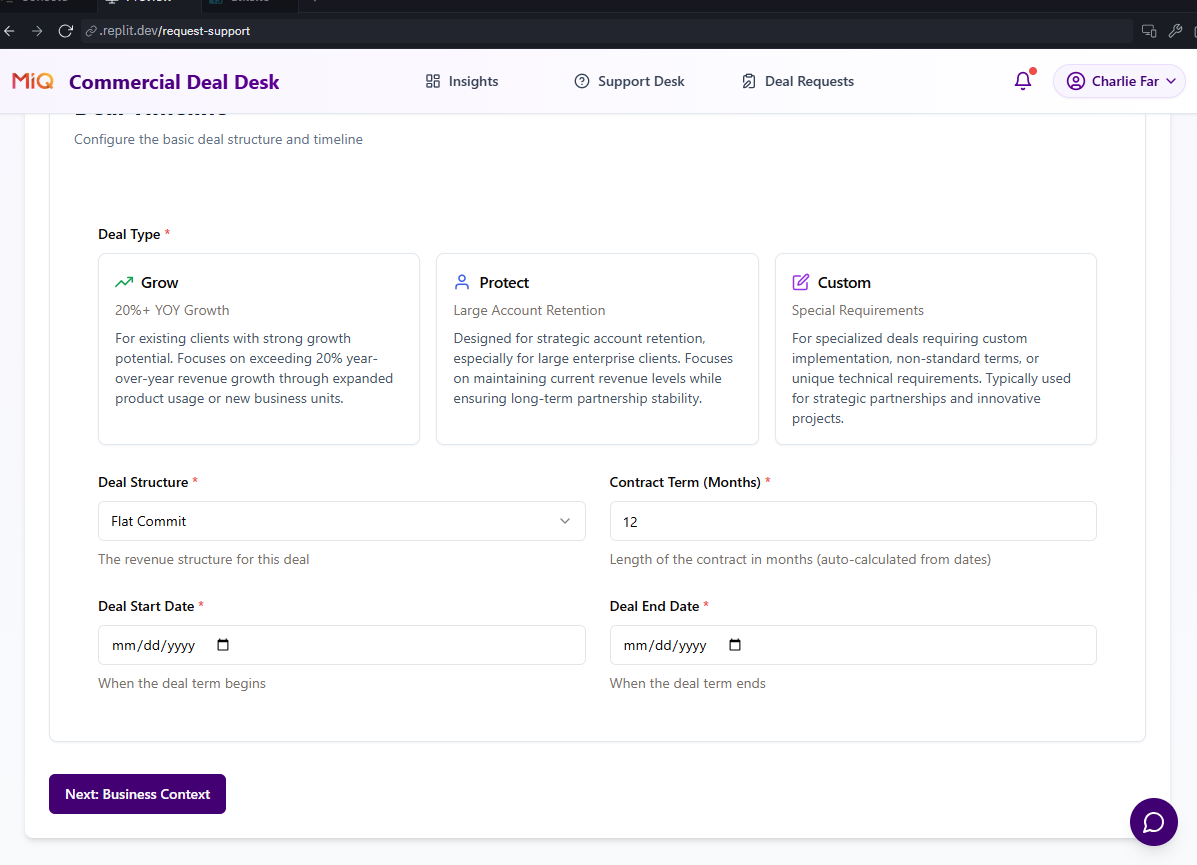 Preview
.replit.dev/request-support
MiQ Commercial Deal Desk
Insights
Support Desk
Deal Requests
Charlie Far
Deal Timeline
Configure the basic deal structure and timeline
Deal Type *
Grow
20%+ YOY Growth
For existing clients with strong growth
potential. Focuses on exceeding 20% year-
over-year revenue growth through expanded
product usage or new business units.
Protect
Large Account Retention
Designed for strategic account retention,
especially for large enterprise clients. Focuses
on maintaining current revenue levels while
ensuring long-term partnership stability.
Custom
Special Requirements
For specialized deals requiring custom
implementation, non-standard terms, or
unique technical requirements. Typically used
for strategic partnerships and innovative
projects.
Deal Structure *
Flat Commit
The revenue structure for this deal
Contract Term (Months) *
12
Length of the contract in months (auto-calculated from dates)
Deal Start Date *
mm/dd/yyyy
When the deal term begins
Deal End Date *
mm/dd/yyyy
When the deal term ends
Next: Business Context